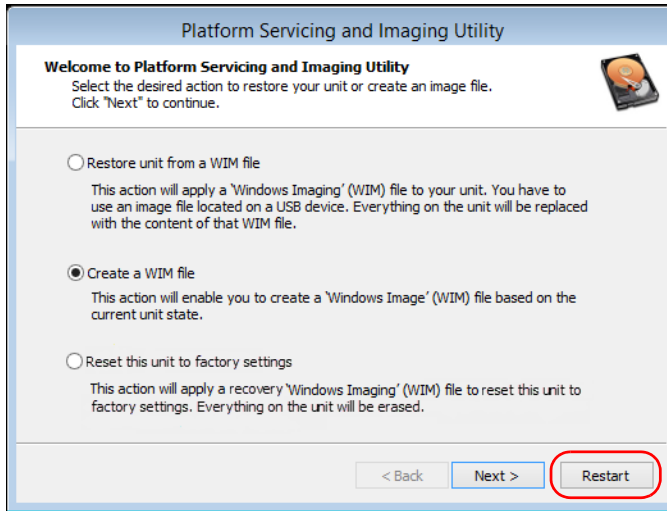 Platform Servicing and Imaging Utility
Welcome to Platform Servicing and Imaging Utility
Select the desired action to restore your unit or create an image file.
Click "Next" to continue.
Restore unit from a WIM file
This action will apply a 'Windows Imaging' (WIM) file to your unit. You have to
use an image file located on a USB device. Everything on the unit will be replaced
with the content of that WIM file.
Create a WIM file
This action will enable you to create a 'Windows Image' (WIM) file based on the
current unit state.
Reset this unit to factory settings
This action will apply a recovery 'Windows Imaging' (WIM) file to reset this unit to
factory settings. Everything on the unit will be erased.
< Back Next > Restart